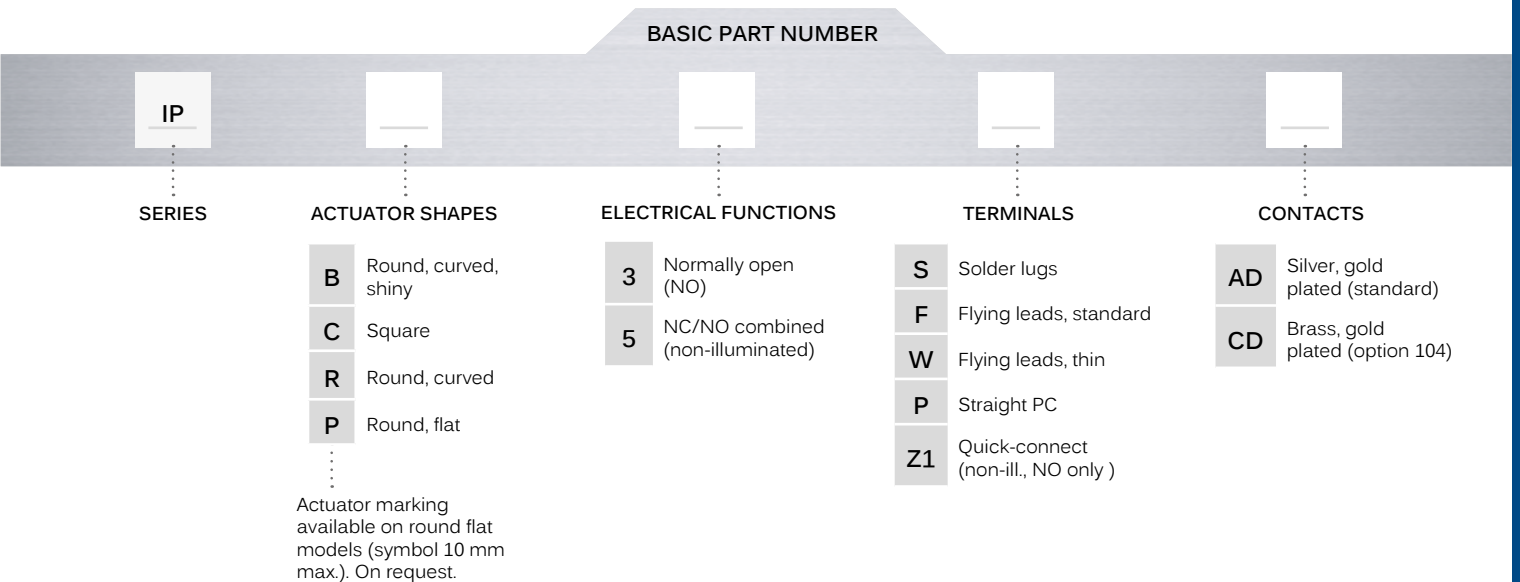 BASIC PART NUMBER
IP
SERIES
ACTUATOR SHAPES
B
Round, curved,
shiny
C
Square
R
Round, curved
P
Round, flat
Actuator marking
available on round flat
models (symbol 10 mm
max.). On request.
ELECTRICAL FUNCTIONS
3
Normally open
(NO)
5
NC/NO combined
(non-illuminated)
TERMINALS
S
Solder lugs
F
Flying leads, standard
W
Flying leads, thin
P
Straight PC
Z1
Quick-connect
(non-ill., NO only )
CONTACTS
AD
Silver, gold
plated (standard)
CD
Brass, gold
plated (option 104)